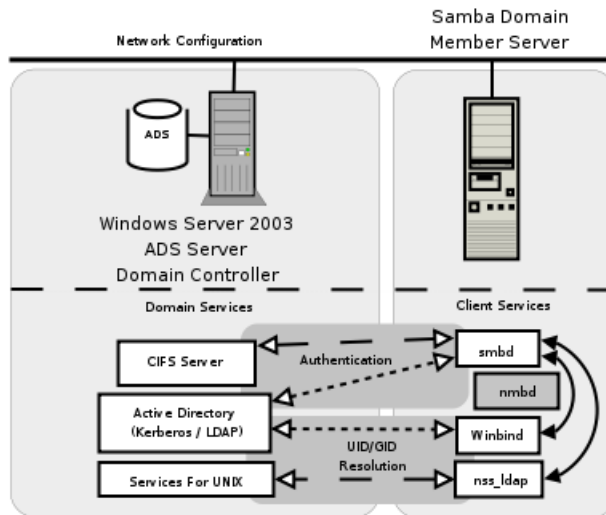 Samba Domain
Member Server
Network Configuration
ADS
Windows Server 2003
ADS Server
Domain Controller
Domain Services
Client Services
CIFS Server
Authentication
smbd
nmbd
Active Directory
(Kerberos / LDAP)
Winbind
UID/GID
Resolution
Services For UNIX
nss_ldap